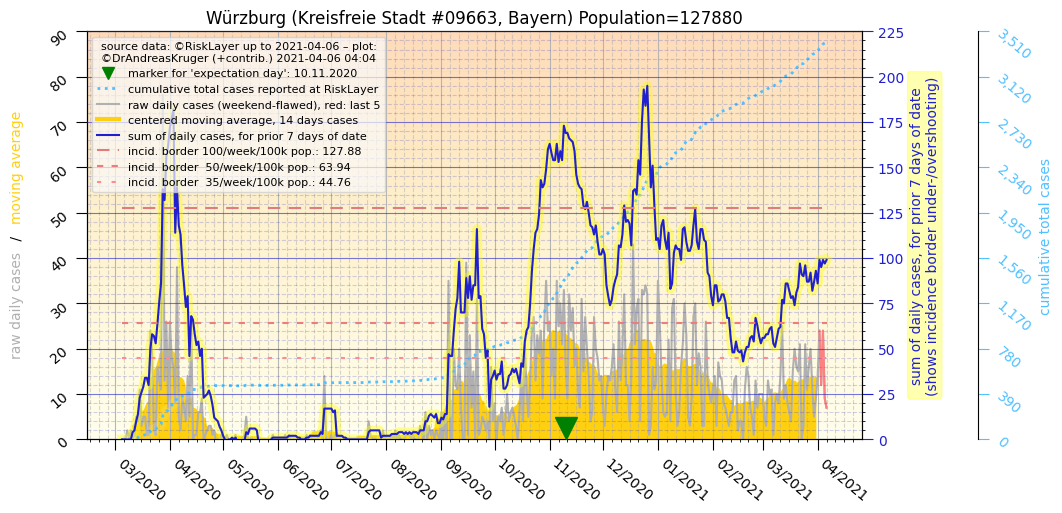 Würzburg (Kreisfreie Stadt #09663, Bayern) Population=127880
source data: ©RiskLayer up to 2021-04-06 – plot:
©DrAndreasKruger (+contrib.) 2021-04-06 04:04
marker for 'expectation day': 10.11.2020
cumulative total cases reported at RiskLayer
raw daily cases (weekend-flawed), red: last 5
centered moving average, 14 days cases
sum of daily cases, for prior 7 days of date
incid. border 100/week/100k pop.: 127.88
incid. border  50/week/100k pop.: 63.94
incid. border  35/week/100k pop.: 44.76
raw daily cases / moving average
90
80
70
60
50
40
30
20
10
0
03/2020
04/2020
05/2020
06/2020
07/2020
08/2020
09/2020
10/2020
11/2020
12/2020
01/2021
02/2021
03/2021
04/2021
225
200
175
150
125
100
75
50
25
0
sum of daily cases, for prior 7 days of date
(shows incidence border under-/overshooting)
3,510
3,120
2,730
2,340
1,950
1,560
1,170
780
390
0
cumulative total cases